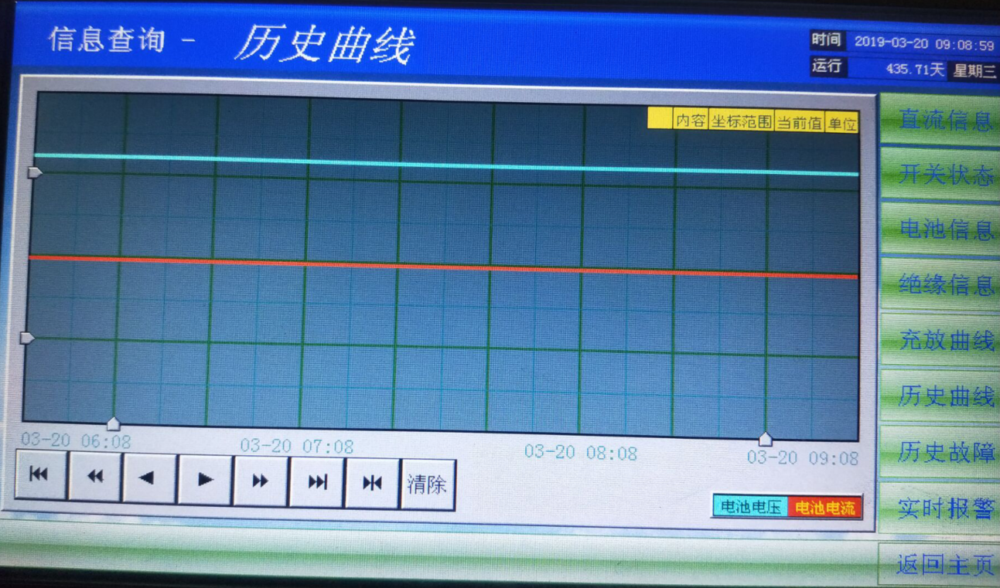 信息查询 - 历史曲线
时间 2019-03-20 09:08:59
运行 435.71天 星期三
内容 坐标范围 当前值 单位
直流信息
开关状态
电池信息
绝缘信息
充放曲线
历史曲线
历史故障
实时报警
返回主页
03-20 06:08 03-20 07:08 03-20 08:08 03-20 09:08
清除
电池电压 电池电流